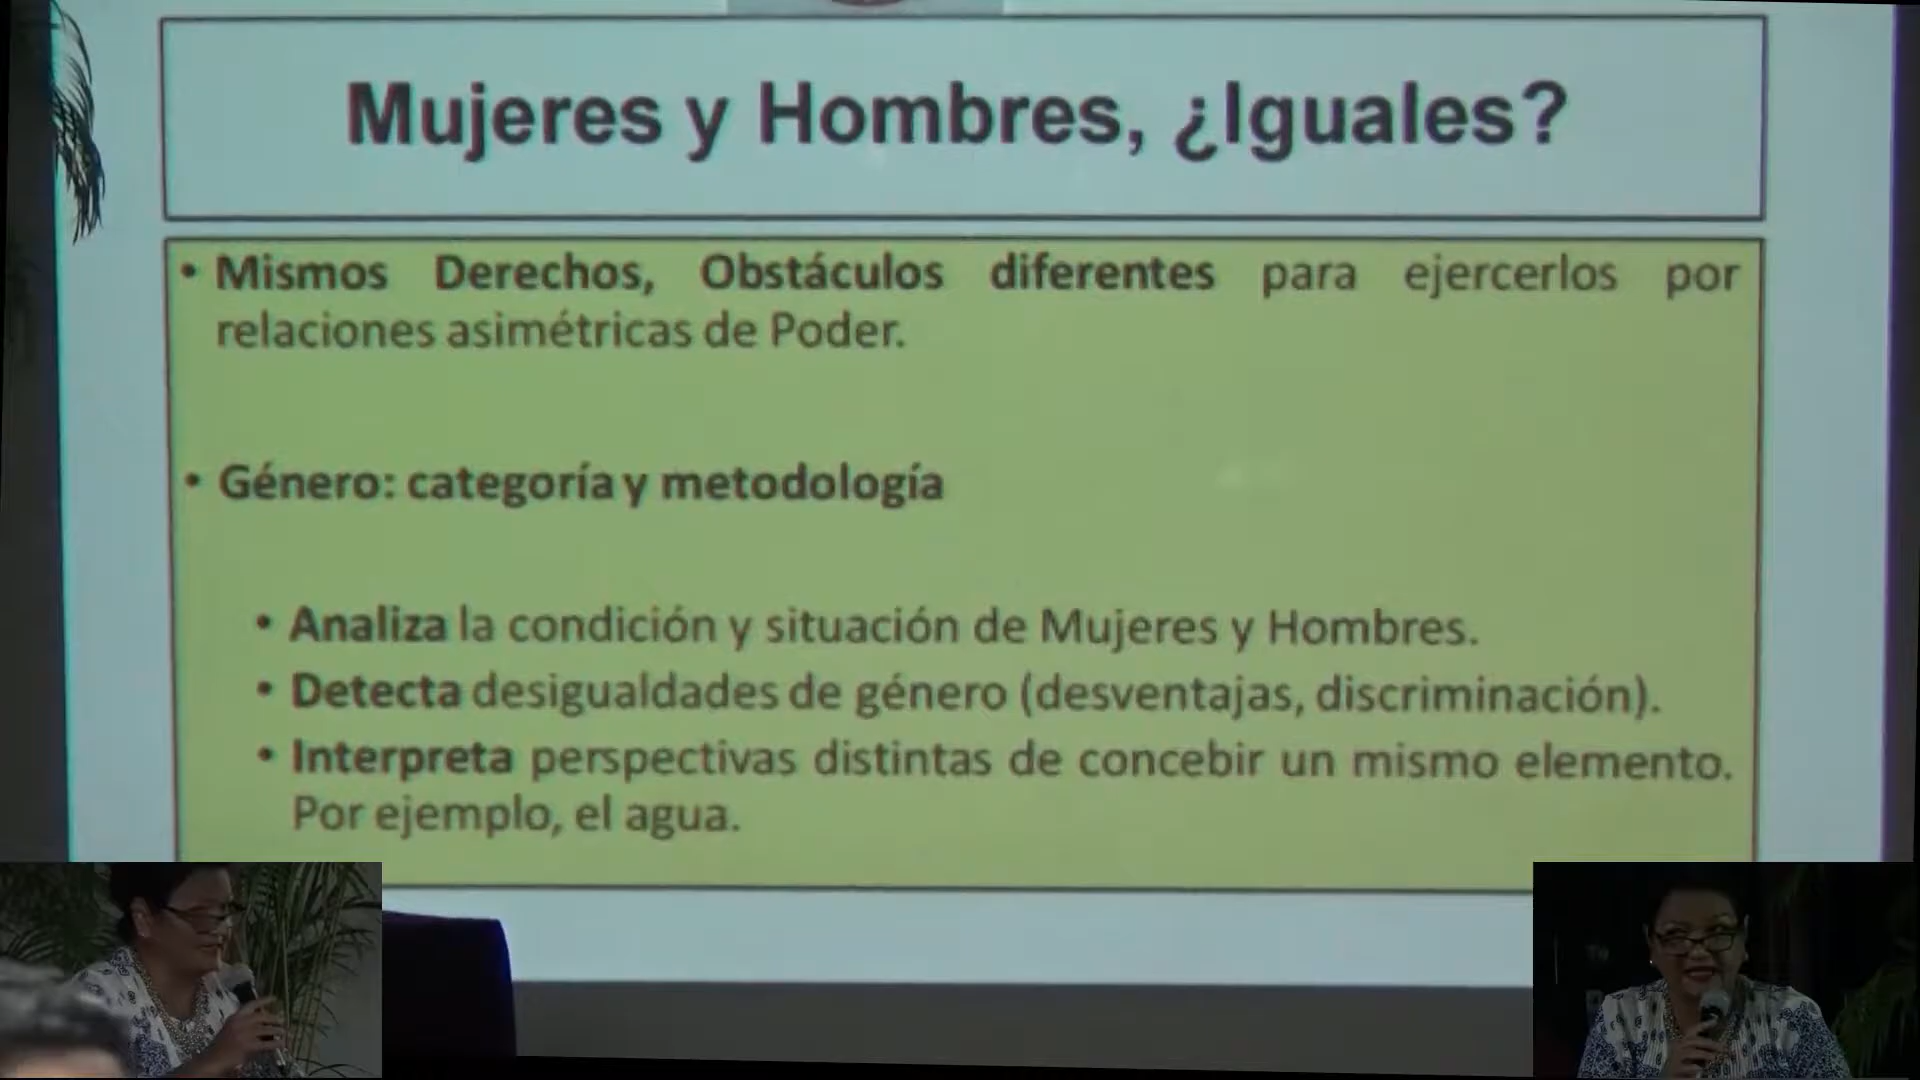 Mujeres y Hombres, ¿Iguales?
• Mismos Derechos, Obstáculos diferentes para ejercerlos por
relaciones asimétricas de Poder.
• Género: categoría y metodología
• Analiza la condición y situación de Mujeres y Hombres.
• Detecta desigualdades de género (desventajas, discriminación).
• Interpreta perspectivas distintas de concebir un mismo elemento.
Por ejemplo, el agua.